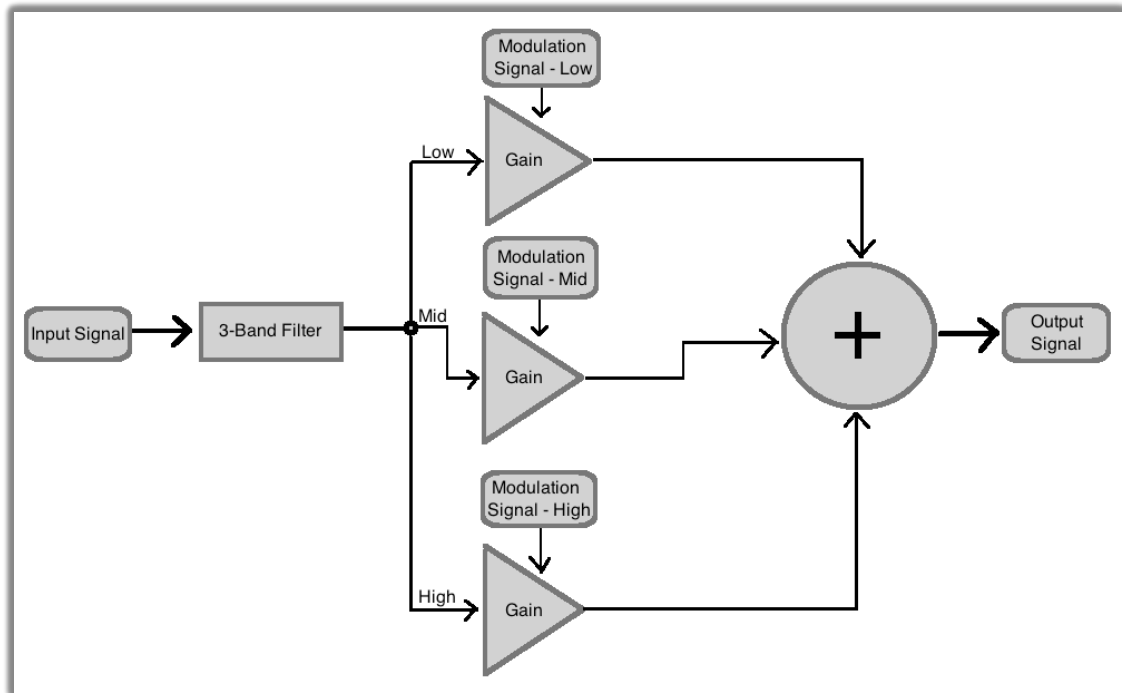 Modulation
Signal - Low
Low
Gain
Modulation
Signal - Mid
Input Signal
3-Band Filter
Mid
Gain
+
Output
Signal
Modulation
Signal - High
High
Gain